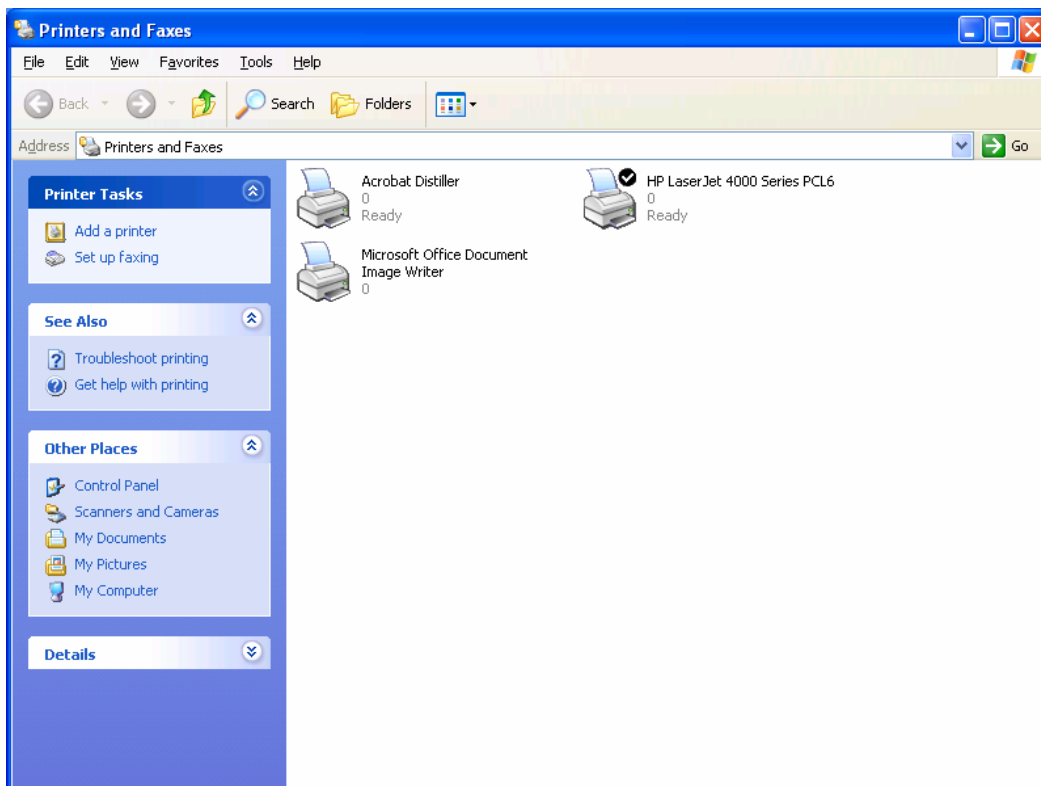 Printers and Faxes
File Edit View Favorites Tools Help
Back Search Folders
Address Printers and Faxes Go
Printer Tasks
Add a printer
Set up faxing
See Also
Troubleshoot printing
Get help with printing
Other Places
Control Panel
Scanners and Cameras
My Documents
My Pictures
My Computer
Details
Acrobat Distiller
0
Ready
HP LaserJet 4000 Series PCL6
0
Ready
Microsoft Office Document
Image Writer
0